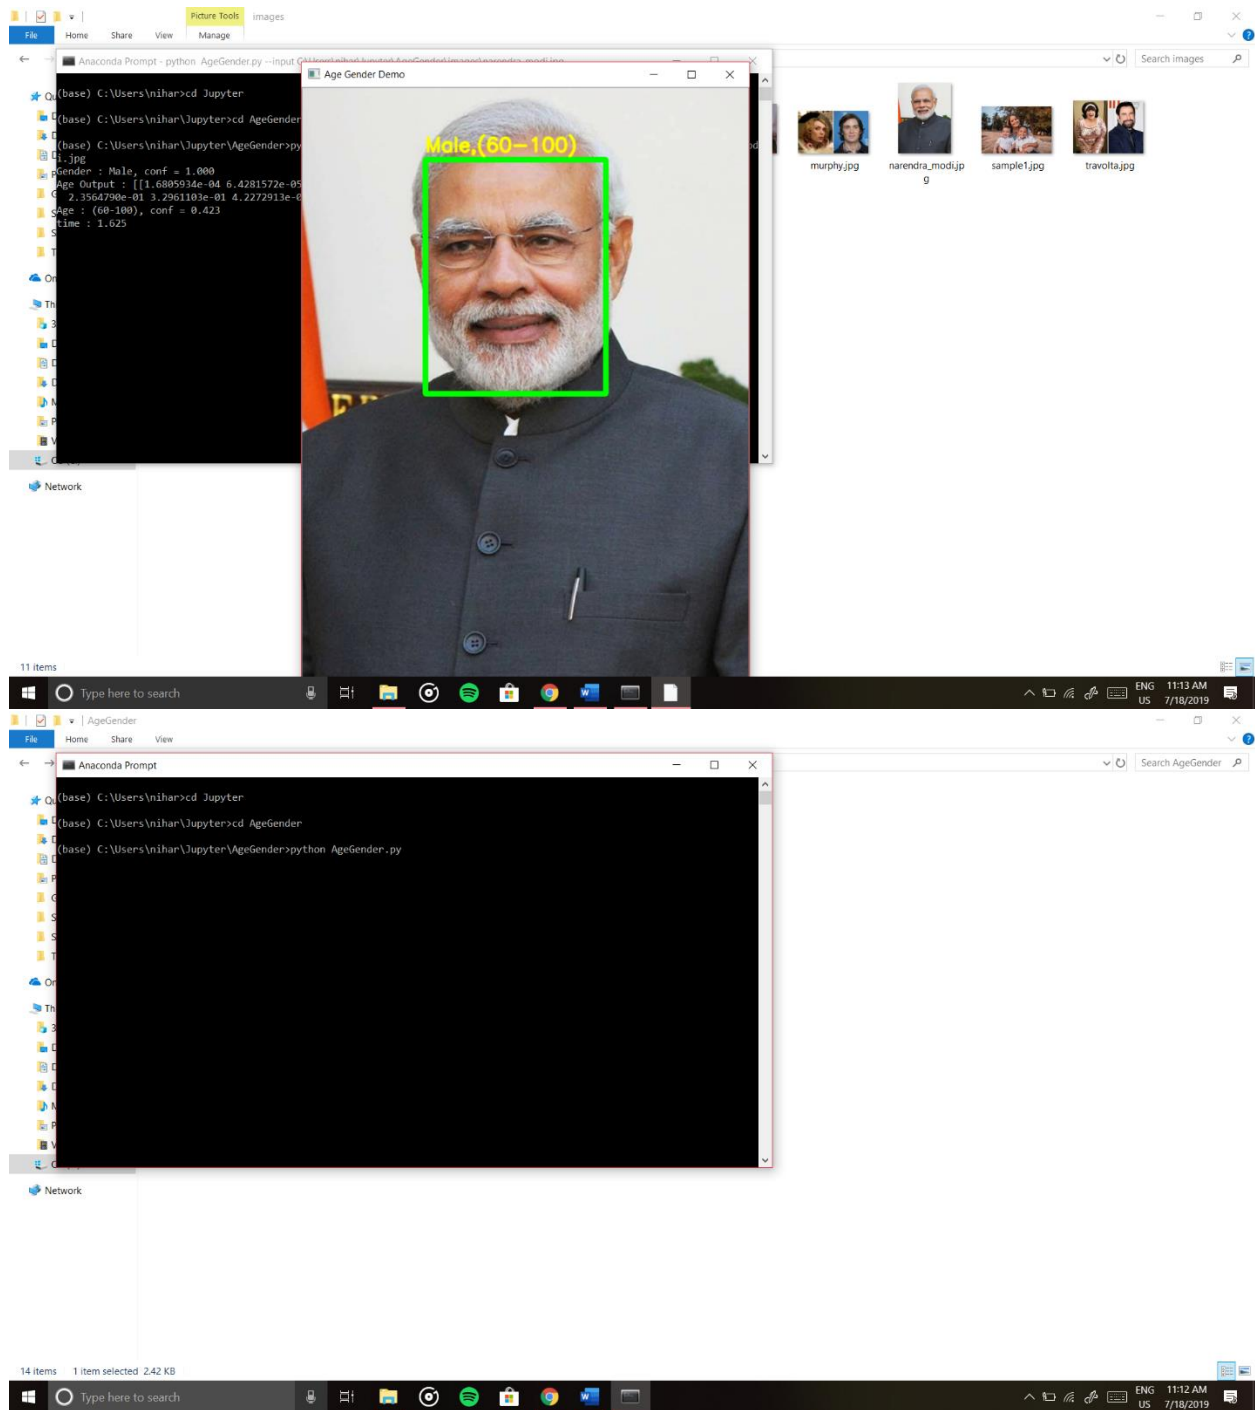 Picture Tools images
File Home Share View Manage
Anaconda Prompt - python AgeGender.py --input
Search images
Age Gender Demo
(base) C:\Users\nihar>cd Jupyter
(base) C:\Users\nihar\Jupyter>cd AgeGender
(base) C:\Users\nihar\Jupyter\AgeGender>py
i.jpg
Gender : Male, conf = 1.000
Age Output : [[1.6805934e-04 6.4281572e-05
2.3564790e-01 3.2961103e-01 4.2272913e-0
Age : (60-100), conf = 0.423
time : 1.625
Male,(60-100)
murphy.jpg narendra_modi.jp sample1.jpg travolta.jpg
g
Network
11 items
Type here to search
ENG 11:13 AM
US 7/18/2019
AgeGender
File Home Share View
Anaconda Prompt
Search AgeGender
(base) C:\Users\nihar>cd Jupyter
(base) C:\Users\nihar\Jupyter>cd AgeGender
(base) C:\Users\nihar\Jupyter\AgeGender>python AgeGender.py
Network
14 items 1 item selected 2.42 KB
Type here to search
ENG 11:12 AM
US 7/18/2019